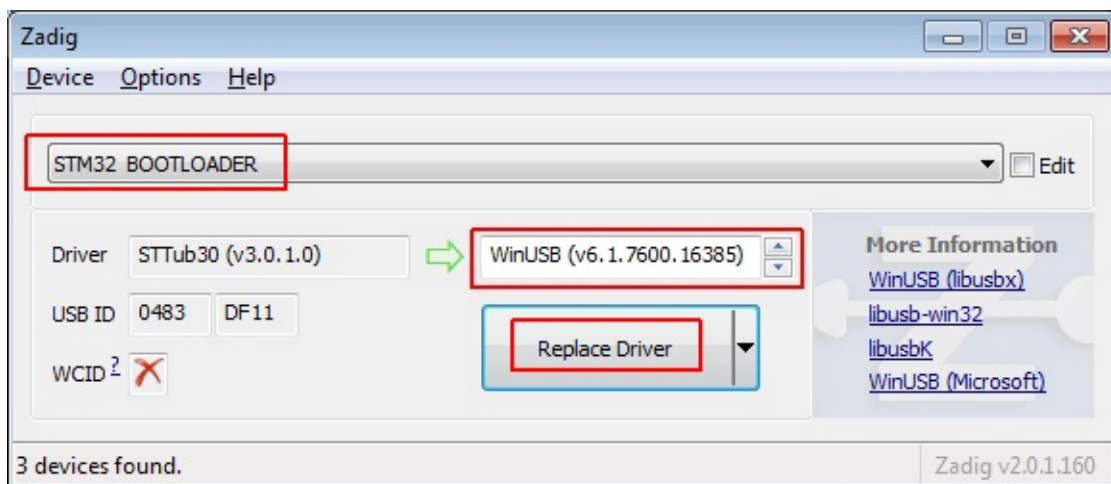 Zadig
Device Options Help
STM32 BOOTLOADER
Edit
Driver STTub30 (v3.0.1.0) WinUSB (v6.1.7600.16385)
USB ID 0483 DF11
WCID ?
Replace Driver
More Information
WinUSB (libusbx)
libusb-win32
libusbK
WinUSB (Microsoft)
3 devices found.
Zadig v2.0.1.160